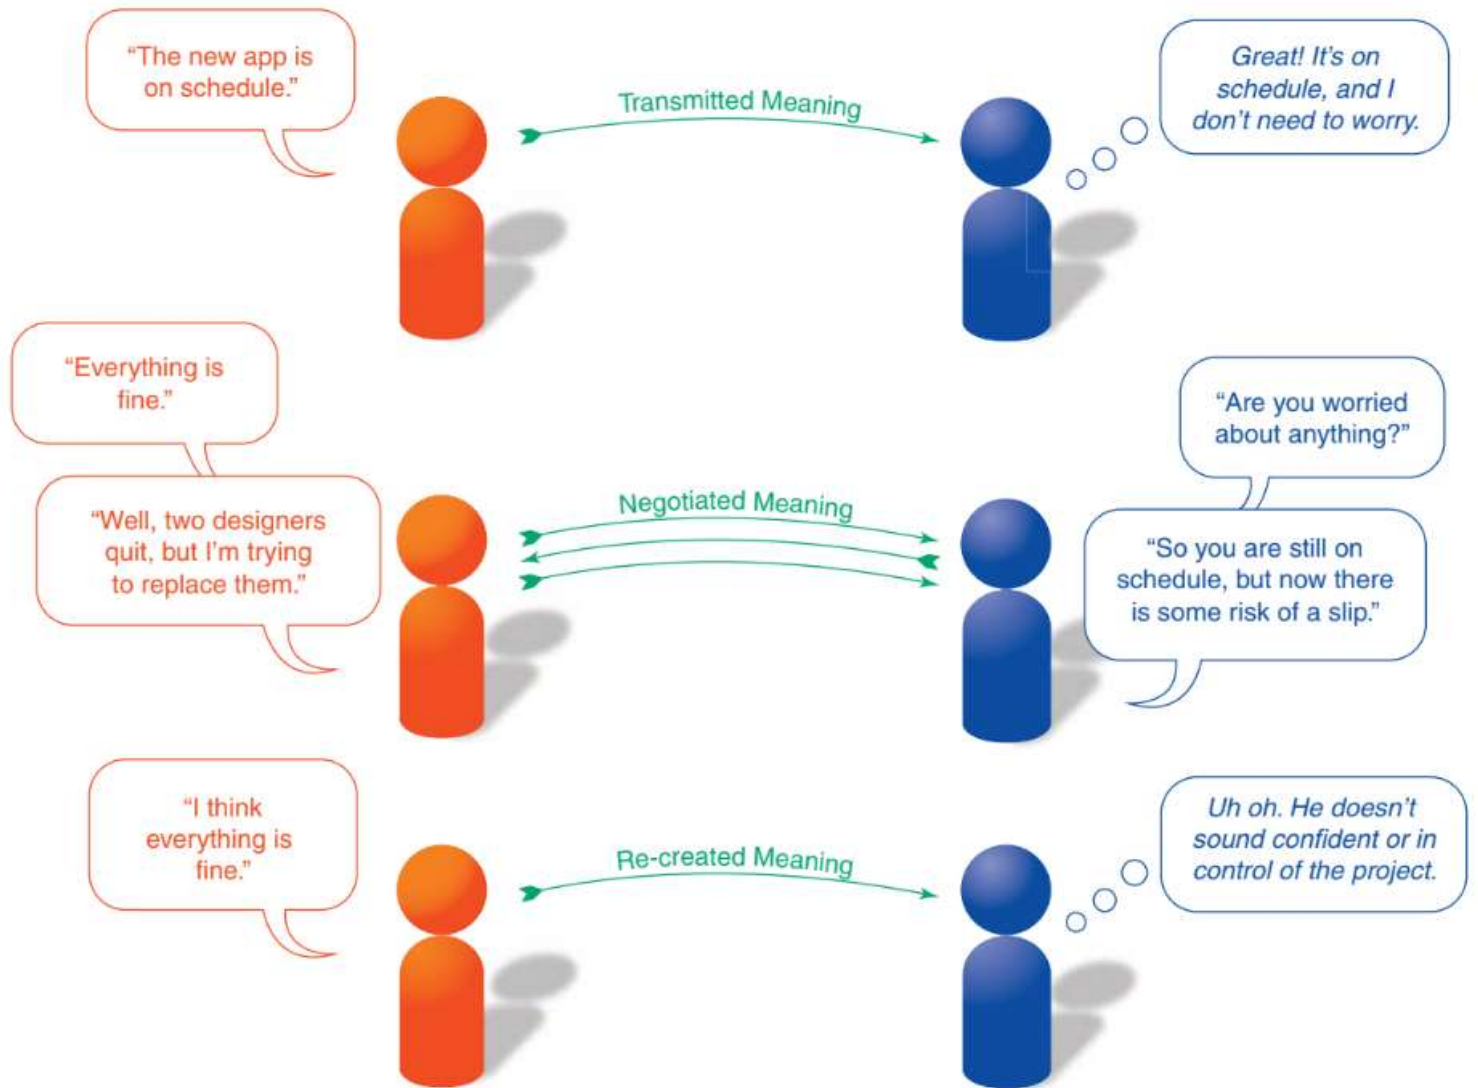 “The new app is
on schedule.”
Transmitted Meaning
Great! It’s on
schedule, and I
don’t need to worry.
“Everything is
fine.”
“Are you worried
about anything?”
“Well, two designers
quit, but I’m trying
to replace them.”
Negotiated Meaning
“So you are still on
schedule, but now there
is some risk of a slip.”
“I think
everything is
fine.”
Re-created Meaning
Uh oh. He doesn’t
sound confident or in
control of the project.